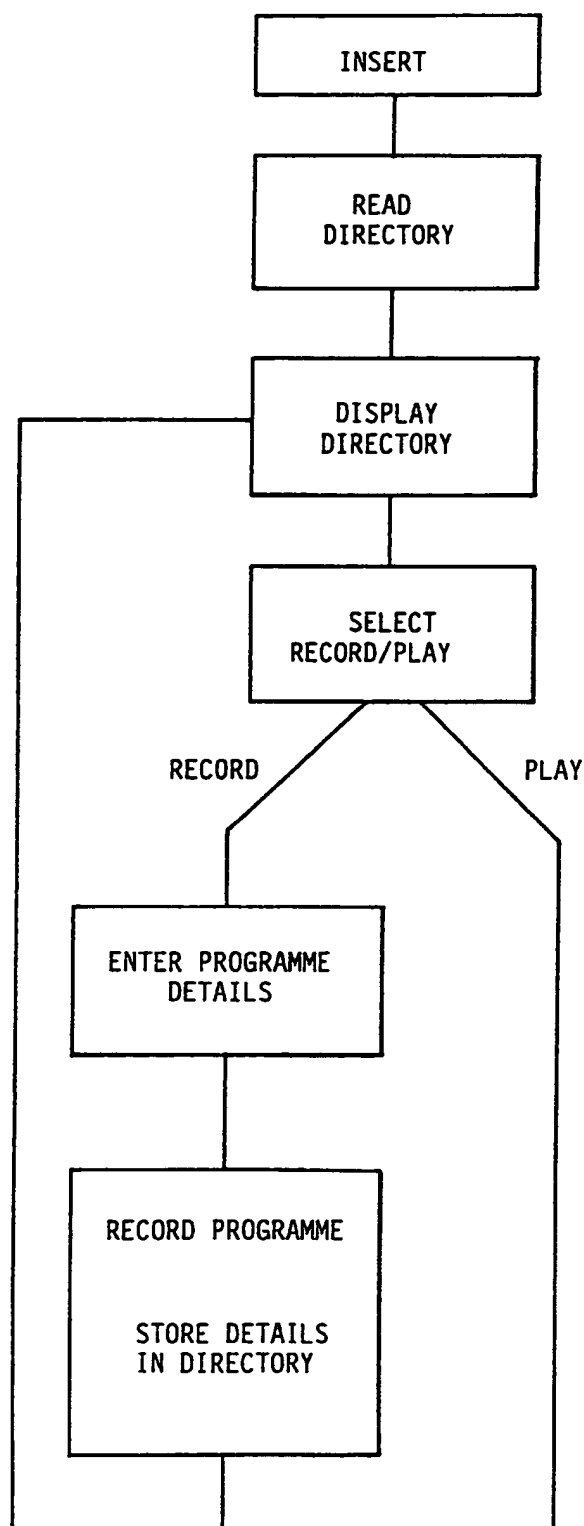 INSERT
READ
DIRECTORY
DISPLAY
DIRECTORY
SELECT
RECORD/PLAY
RECORD
PLAY
ENTER PROGRAMME
DETAILS
RECORD PROGRAMME
STORE DETAILS
IN DIRECTORY